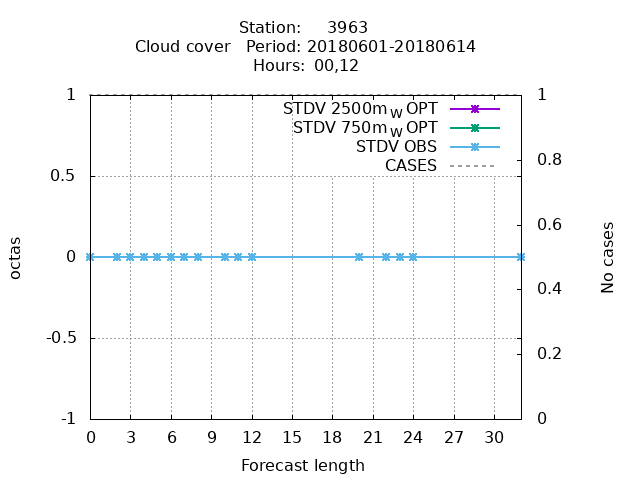 Station: 3963
Cloud cover Period: 20180601-20180614
Hours: 00,12
STDV 2500m W OPT
STDV 750m W OPT
STDV OBS
CASES
1
0.5
0
-0.5
-1
octas
1
0.8
0.6
0.4
0.2
0
No cases
0 3 6 9 12 15 18 21 24 27 30
Forecast length